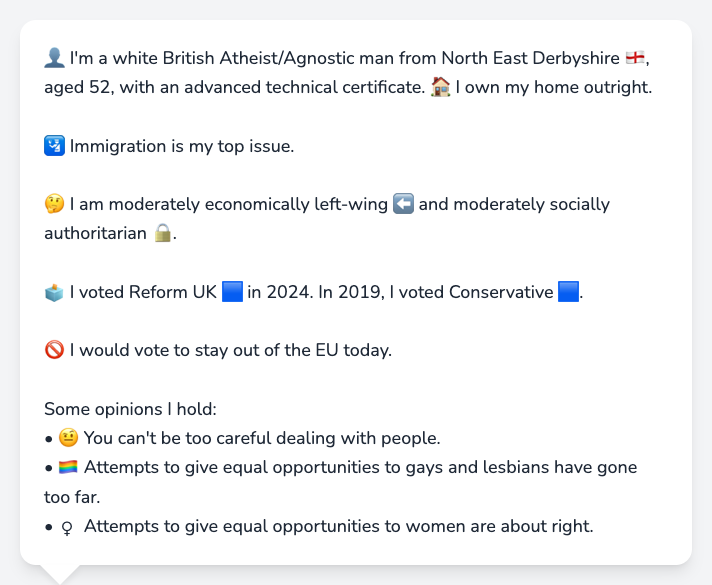 👤 I'm a white British Atheist/Agnostic man from North East Derbyshire 🏴󠁧󠁢󠁥󠁮󠁧󠁿,
aged 52, with an advanced technical certificate. 🏠 I own my home outright.
🛂 Immigration is my top issue.
🤔 I am moderately economically left-wing ⬅️ and moderately socially
authoritarian 🔒.
🗳️ I voted Reform UK 🟦 in 2024. In 2019, I voted Conservative 🟦.
🚫 I would vote to stay out of the EU today.
Some opinions I hold:
• 🤨 You can't be too careful dealing with people.
• 🏳️‍🌈 Attempts to give equal opportunities to gays and lesbians have gone
too far.
• ♀ Attempts to give equal opportunities to women are about right.